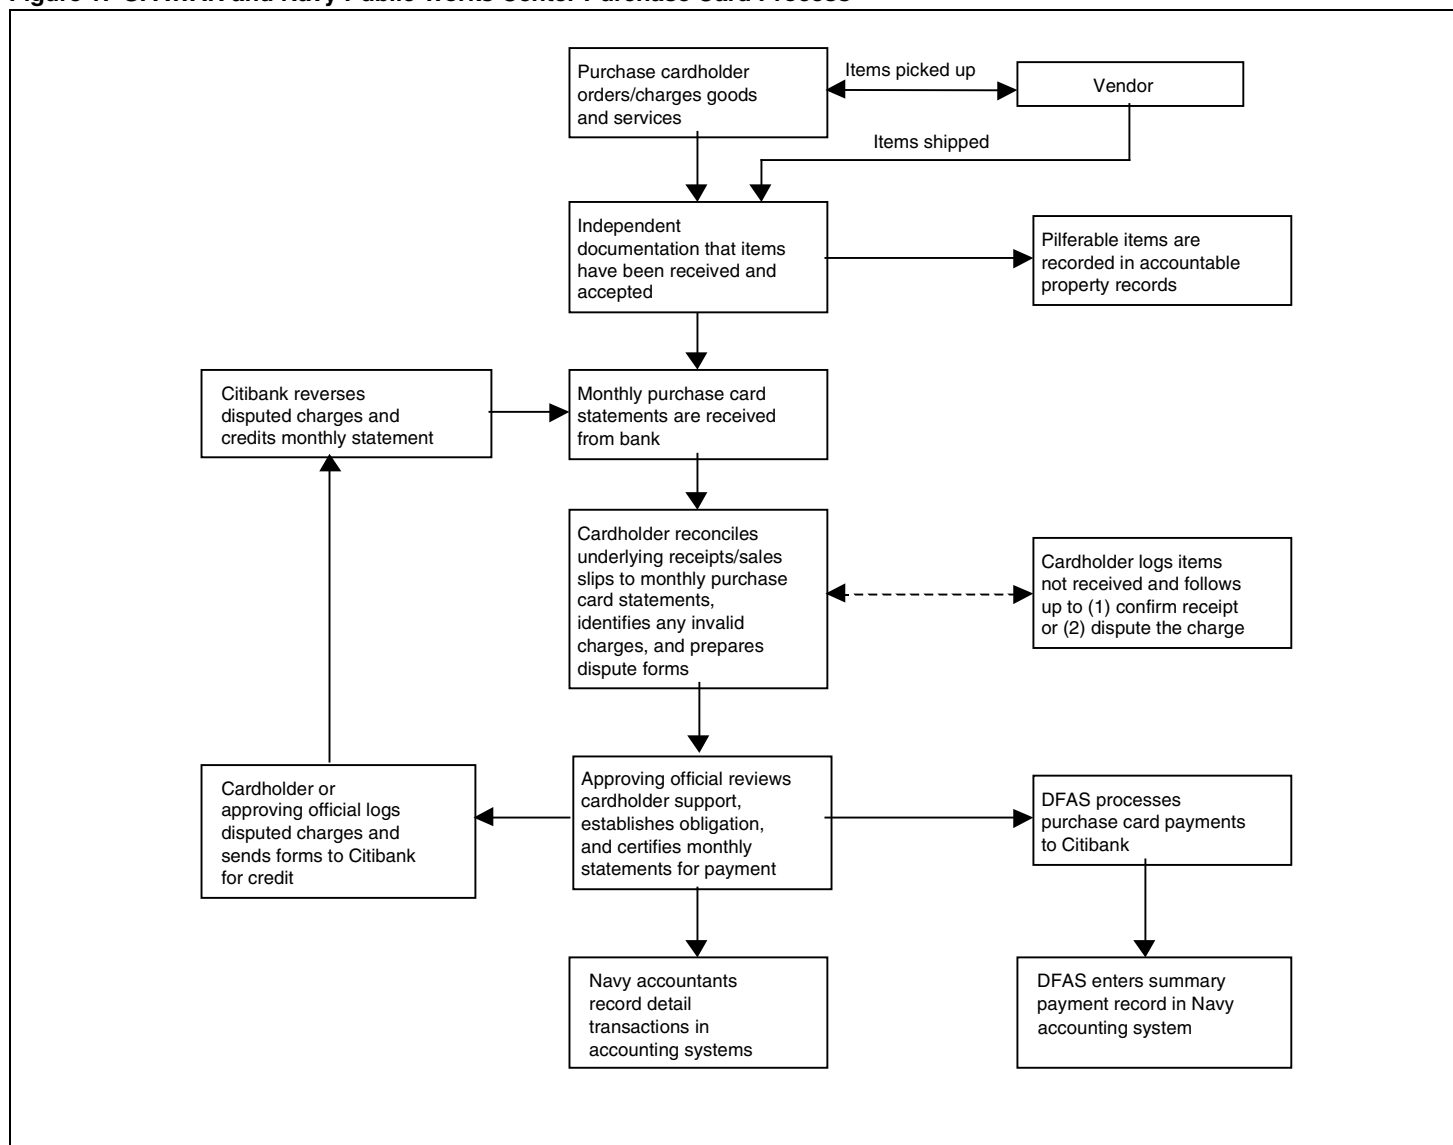 Purchase cardholder
orders/charges goods
and services
Items picked up
Vendor
Items shipped
Independent
documentation that items
have been received and
accepted
Pilferable items are
recorded in accountable
property records
Citibank reverses
disputed charges and
credits monthly statement
Monthly purchase card
statements are received
from bank
Cardholder reconciles
underlying receipts/sales
slips to monthly purchase
card statements,
identifies any invalid
charges, and prepares
dispute forms
Cardholder logs items
not received and follows
up to (1) confirm receipt
or (2) dispute the charge
Cardholder or
approving official logs
disputed charges and
sends forms to Citibank
for credit
Approving official reviews
cardholder support,
establishes obligation,
and certifies monthly
statements for payment
DFAS processes
purchase card payments
to Citibank
Navy accountants
record detail
transactions in
accounting systems
DFAS enters summary
payment record in Navy
accounting system